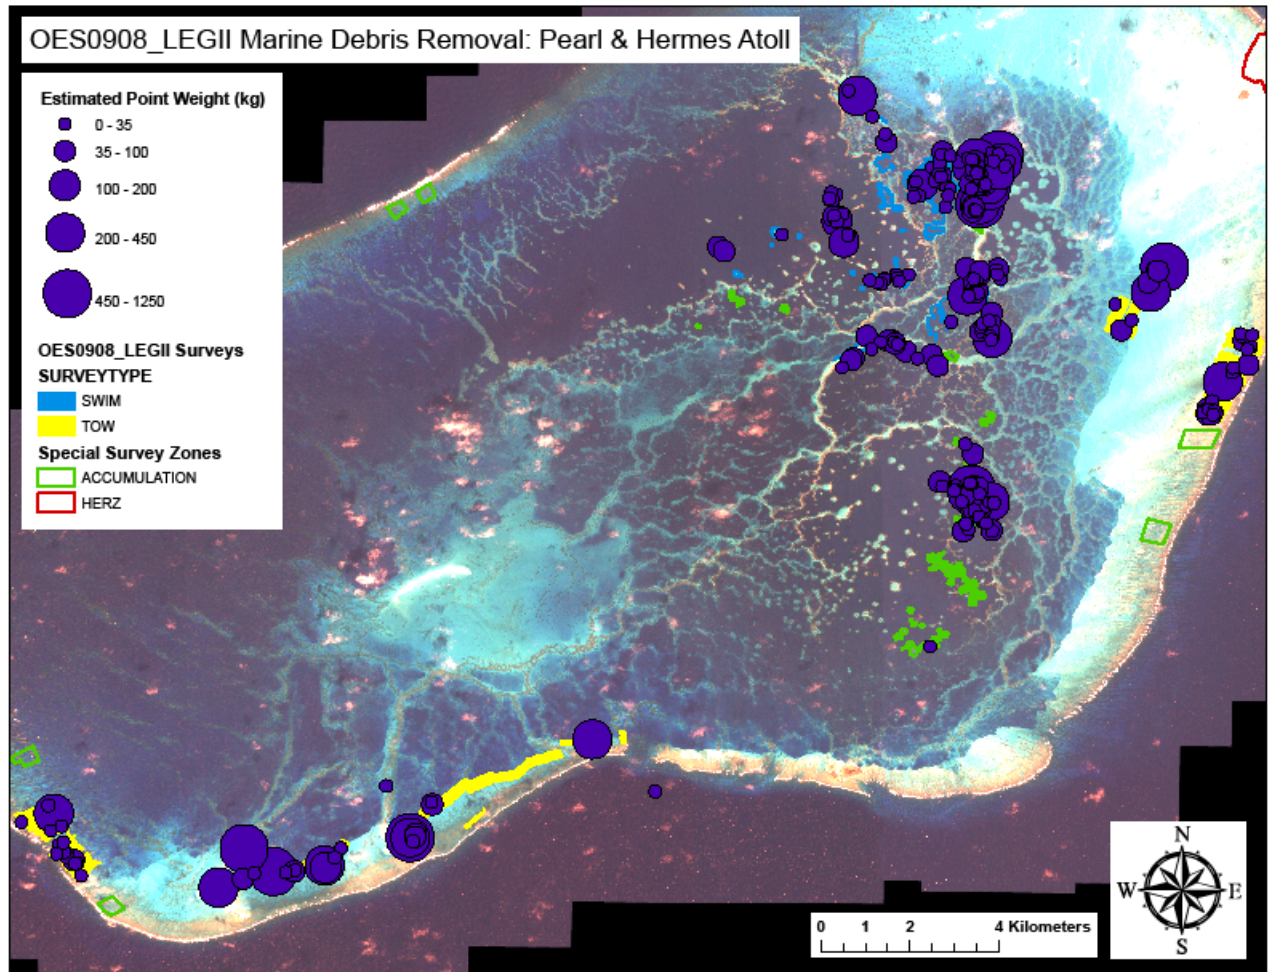 OES0908_LEGII Marine Debris Removal: Pearl & Hermes Atoll
Estimated Point Weight (kg)
0 - 35
35 - 100
100 - 200
200 - 450
450 - 1250
OES0908_LEGII Surveys
SURVEYTYPE
SWIM
TOW
Special Survey Zones
ACCUMULATION
HERZ
N
W E
S
0 1 2 4 Kilometers